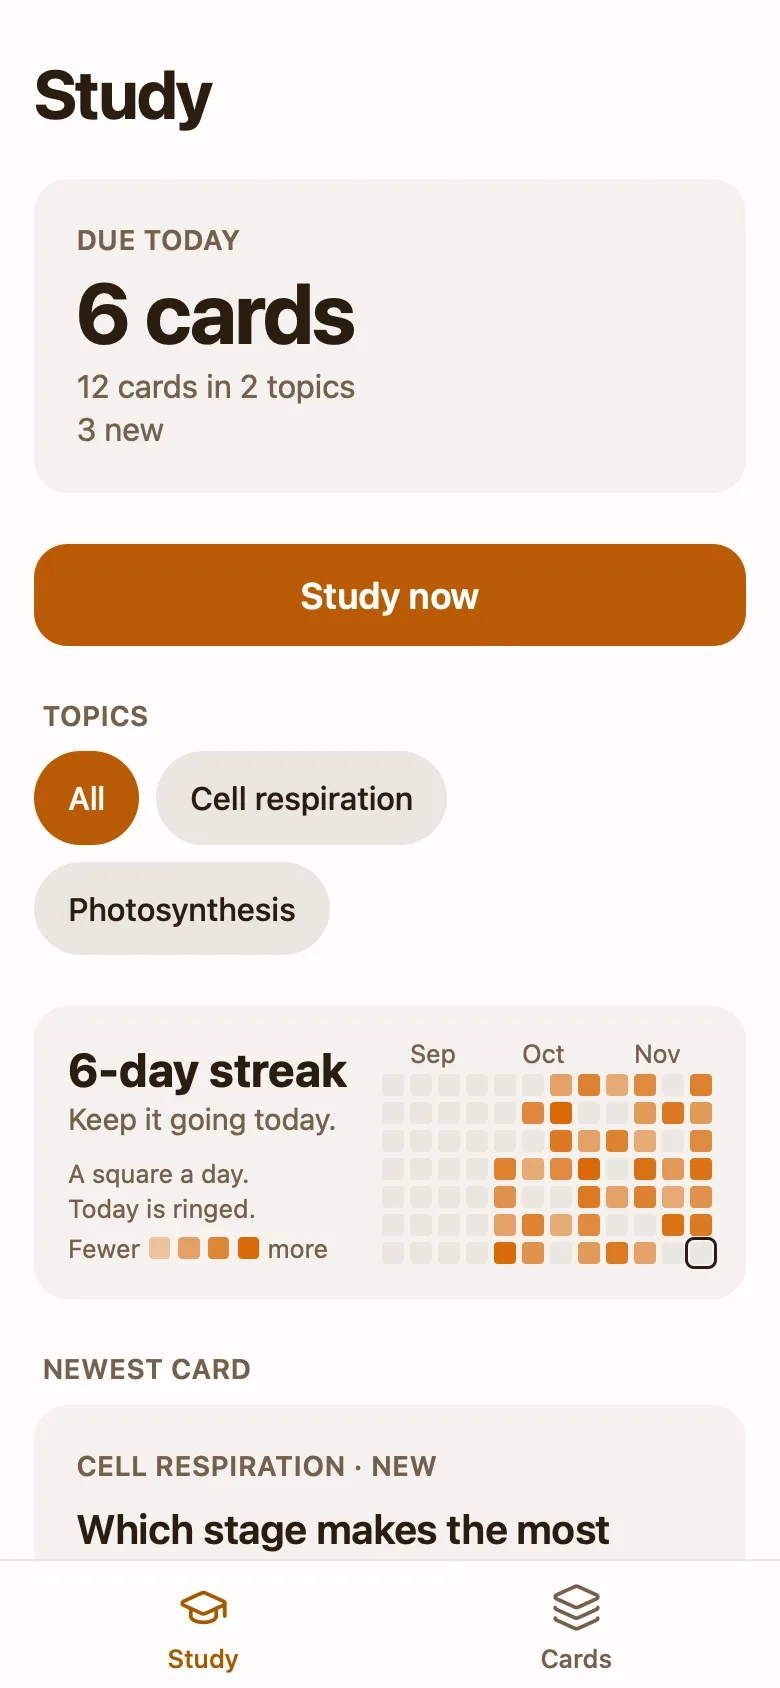 Study
DUE TODAY
6 cards
12 cards in 2 topics
3 new
Study now
TOPICS
All
Cell respiration
Photosynthesis
6-day streak
Keep it going today.
A square a day.
Today is ringed.
Fewer more
Sep Oct Nov
NEWEST CARD
CELL RESPIRATION · NEW
Which stage makes the most
Study
Cards